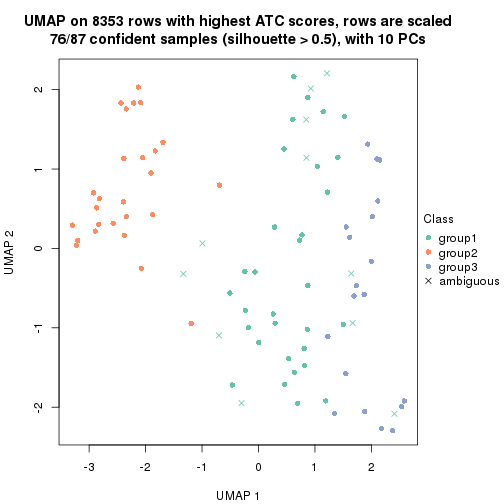 UMAP on 8353 rows with highest ATC scores, rows are scaled
76/87 confident samples (silhouette > 0.5), with 10 PCs
UMAP 2
2
1
0
-1
-2
-3
-2
-1
0
1
2
UMAP 1
Class
group1
group2
group3
ambiguous